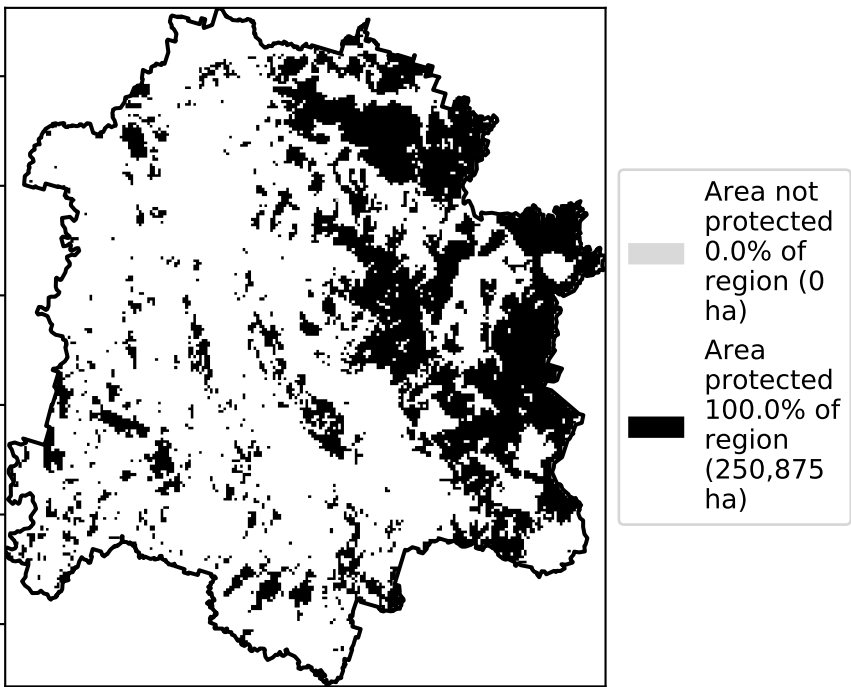 Area not
protected
0.0% of
region (0
ha)
Area
protected
100.0% of
region
(250,875
ha)